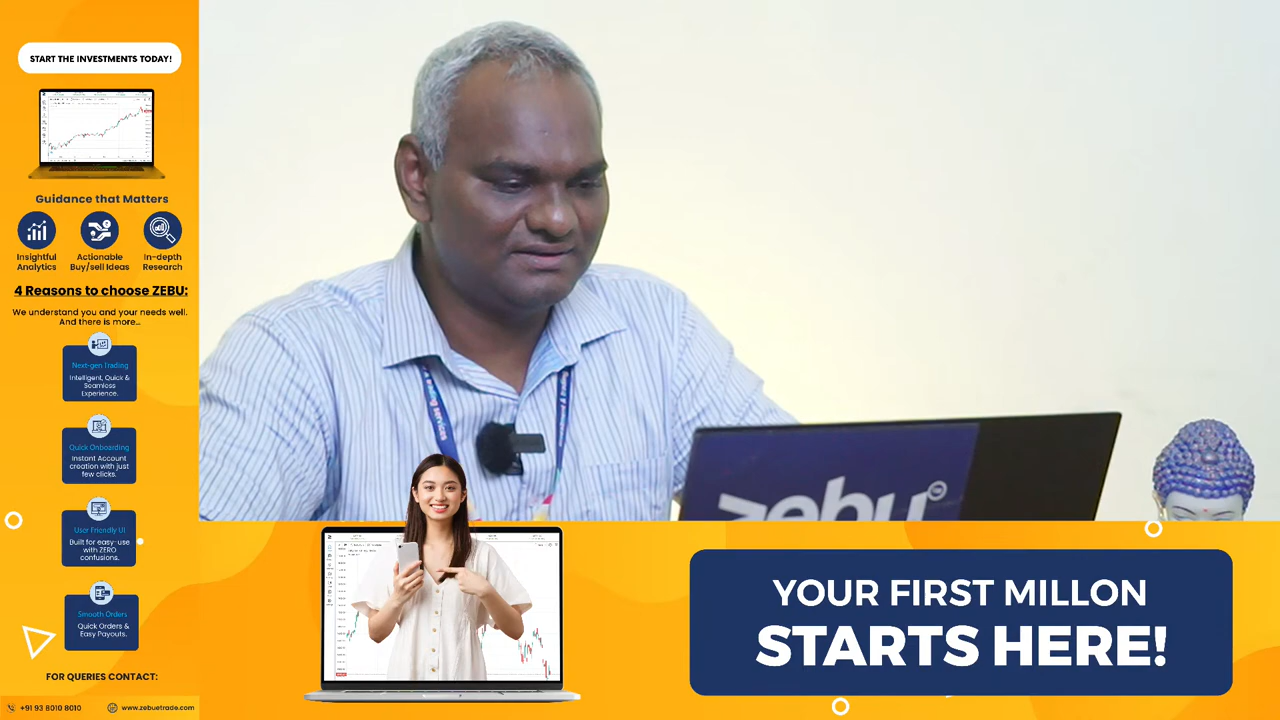 START THE INVESTMENTS TODAY!
Guidance that Matters
Insightful
Analytics
Actionable
Buy/sell Ideas
In-depth
Research
4 Reasons to choose ZEBU:
We understand you and your needs well.
And there is more...
Next-gen Trading
Intelligent, Quick &
Seamless
Experience.
Quick Onboarding
Instant Account
creation with just
few clicks.
User Friendly UI
Built for easy-use
with ZERO
confusions.
Smooth Orders
Quick Orders &
Easy Payouts.
FOR QUERIES CONTACT:
+91 93 8010 8010
www.zebuetrade.com
zebu
YOUR FIRST MILLON
STARTS HERE!